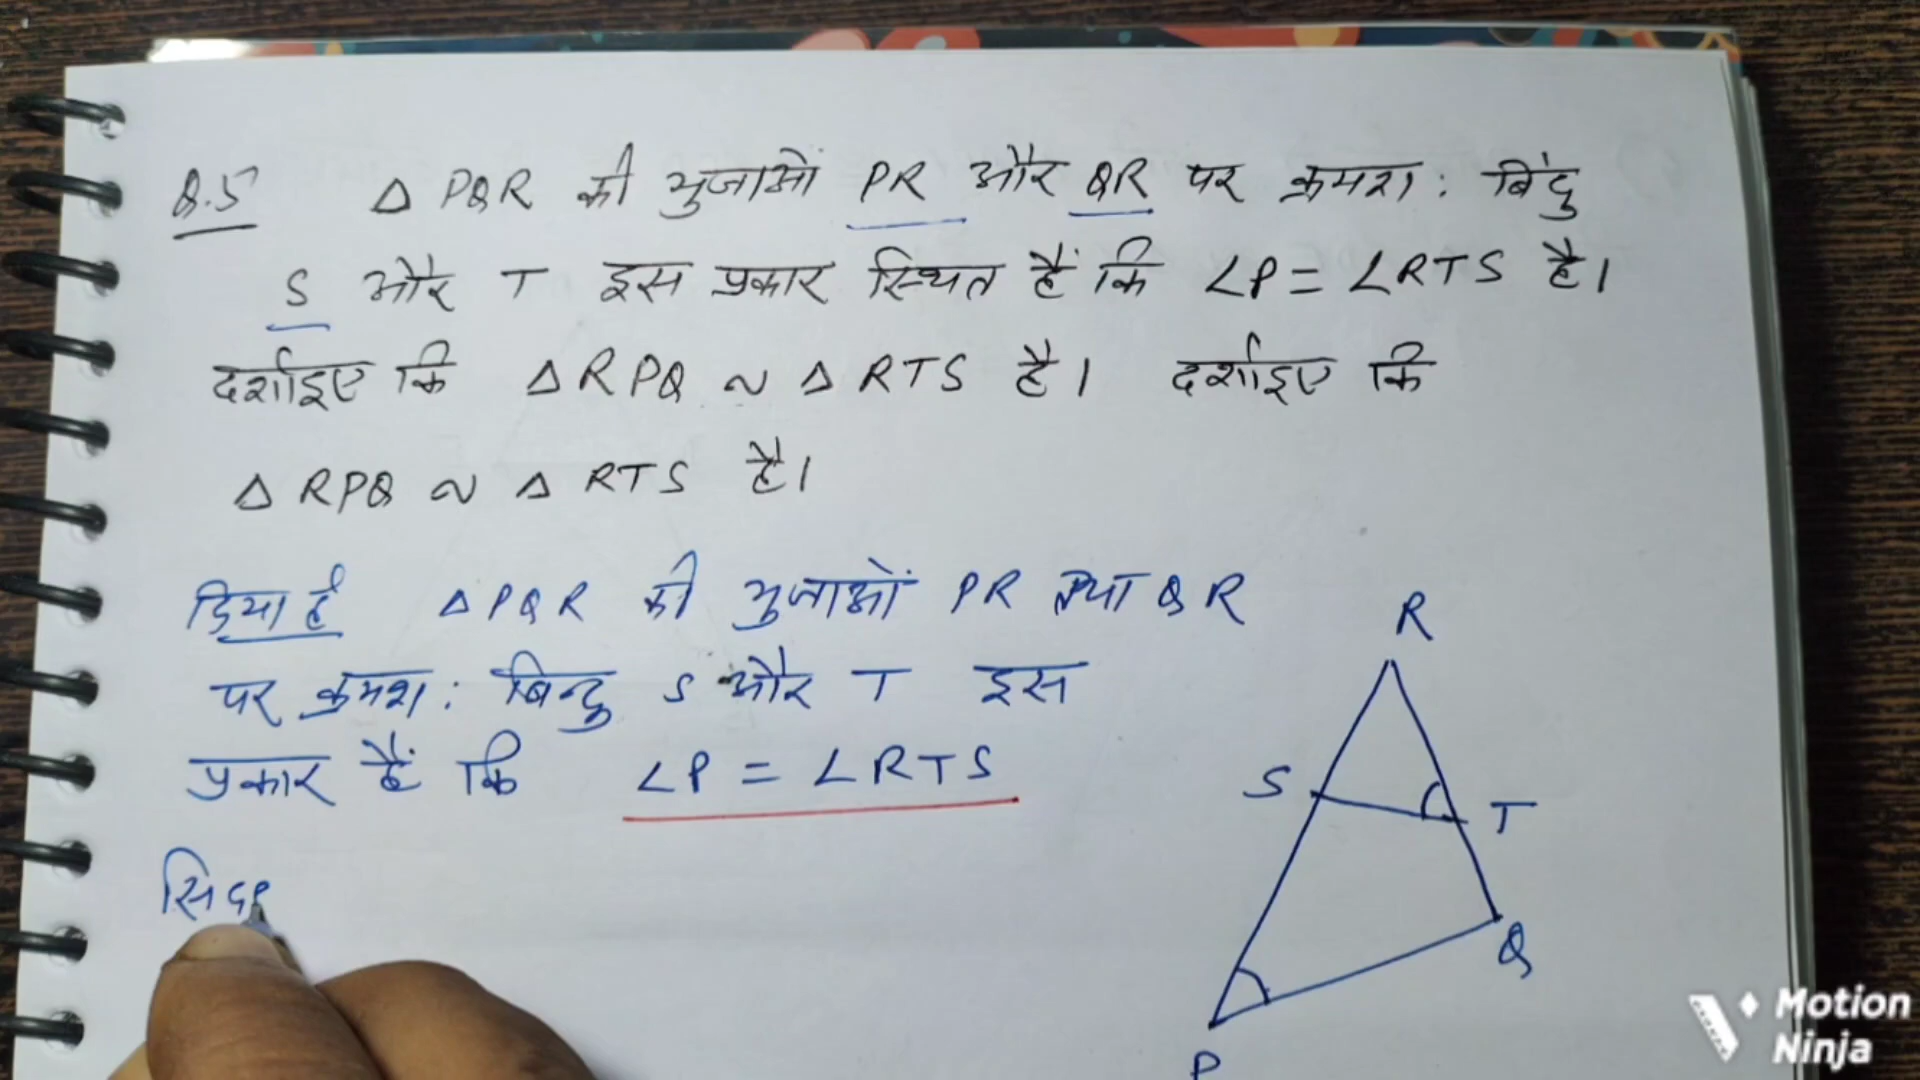 Q.5 △ PQR की भुजाओं PR और QR पर क्रमश: बिंदु
S और T इस प्रकार स्थित हैं कि ∠P = ∠RTS है।
दर्शाइए कि △RPQ ~ △RTS है। दर्शाइए कि
△ RPQ ~ △ RTS है।
दिया है △PQR की भुजाओं PR तथा QR
पर क्रमश: बिन्दु S और T इस
प्रकार हैं कि ∠P = ∠RTS
R
S
T
Q
P
Motion
Ninja